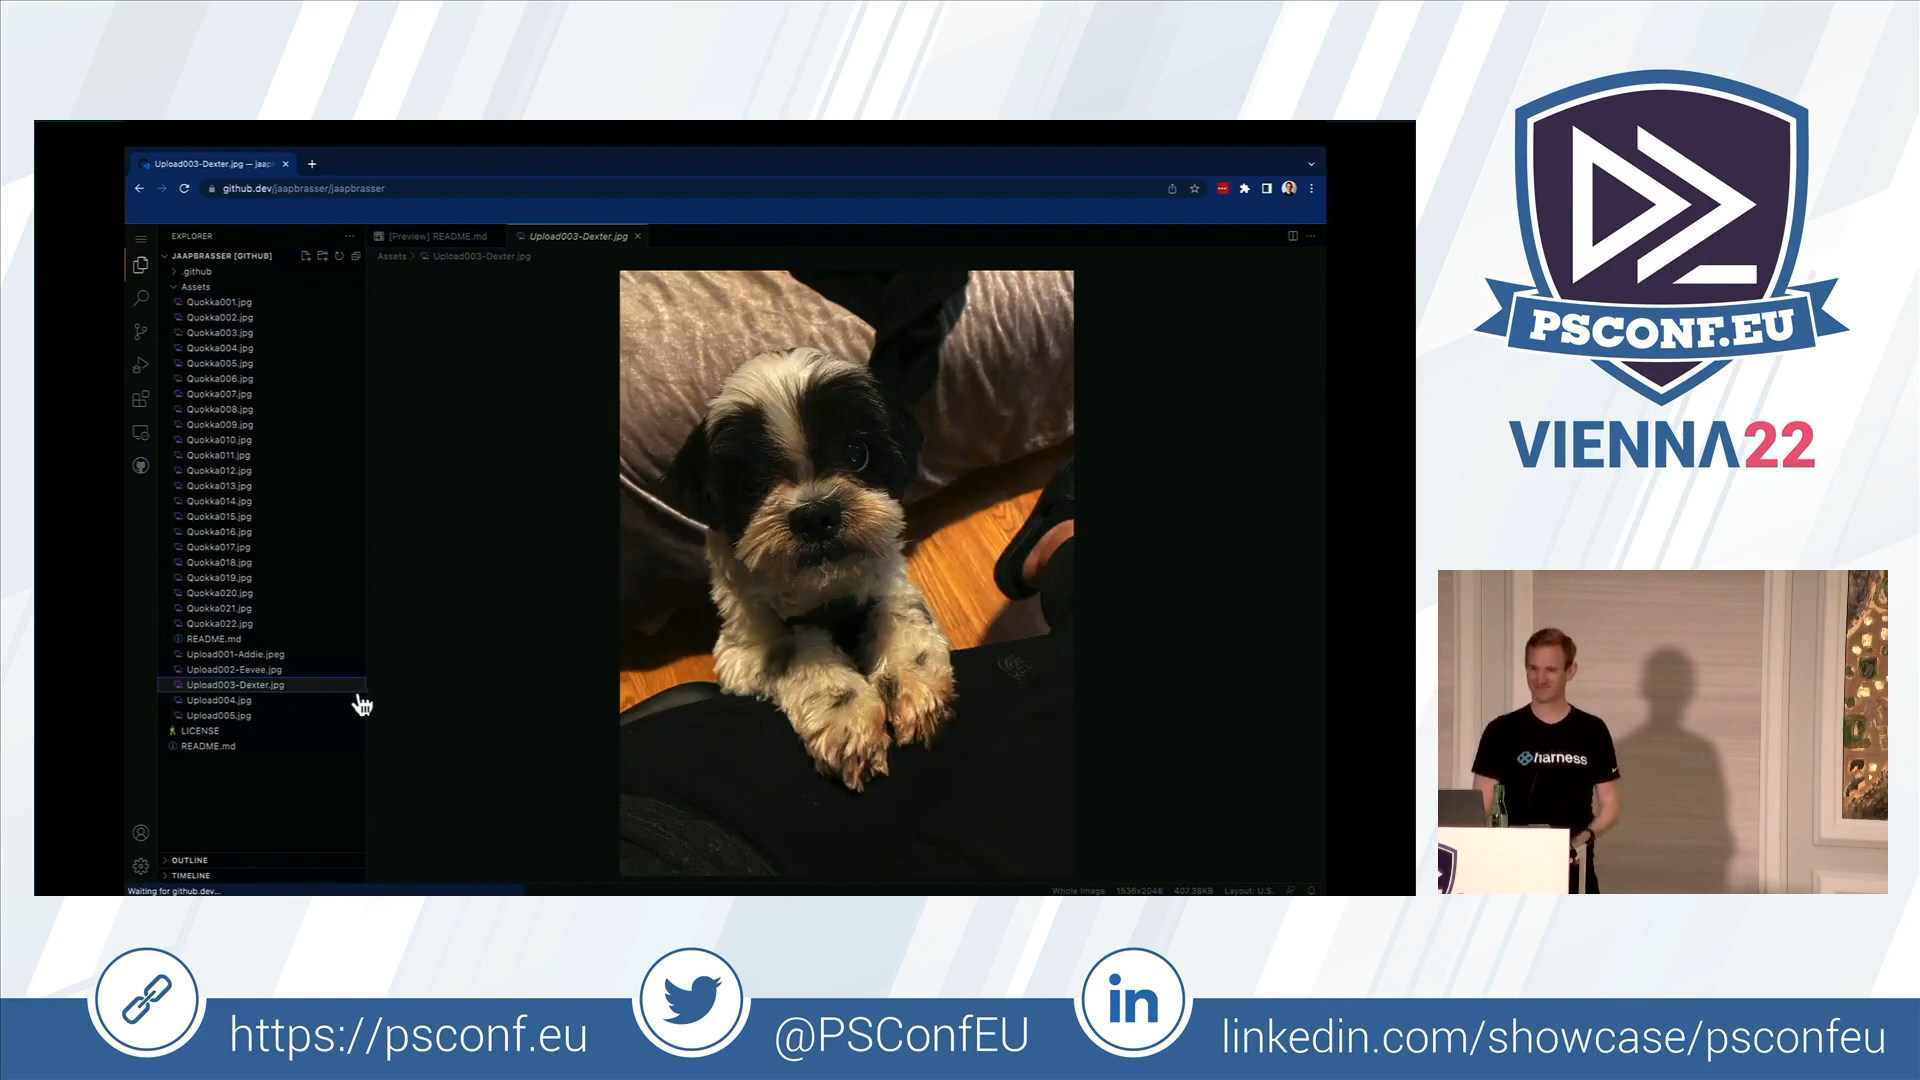 Upload003-Dexter.jpg — jaap
github.dev/jaapbrasser/jaapbrasser
EXPLORER
[Preview] README.md
Upload003-Dexter.jpg
JAAPBRASSER [GITHUB]
Assets > Upload003-Dexter.jpg
.github
Assets
Quokka001.jpg
Quokka002.jpg
Quokka003.jpg
Quokka004.jpg
Quokka005.jpg
Quokka006.jpg
Quokka007.jpg
Quokka008.jpg
Quokka009.jpg
Quokka010.jpg
Quokka011.jpg
Quokka012.jpg
Quokka013.jpg
Quokka014.jpg
Quokka015.jpg
Quokka016.jpg
Quokka017.jpg
Quokka018.jpg
Quokka019.jpg
Quokka020.jpg
Quokka021.jpg
Quokka022.jpg
README.md
Upload001-Addie.jpeg
Upload002-Eevee.jpg
Upload003-Dexter.jpg
Upload004.jpg
Upload005.jpg
LICENSE
README.md
OUTLINE
TIMELINE
Waiting for github.dev...
Whole Image 1536x2048 407.38KB Layout: U.S.
PSCONF.EU
VIENNA22
harness
https://psconf.eu
@PSConfEU
in
linkedin.com/showcase/psconfeu